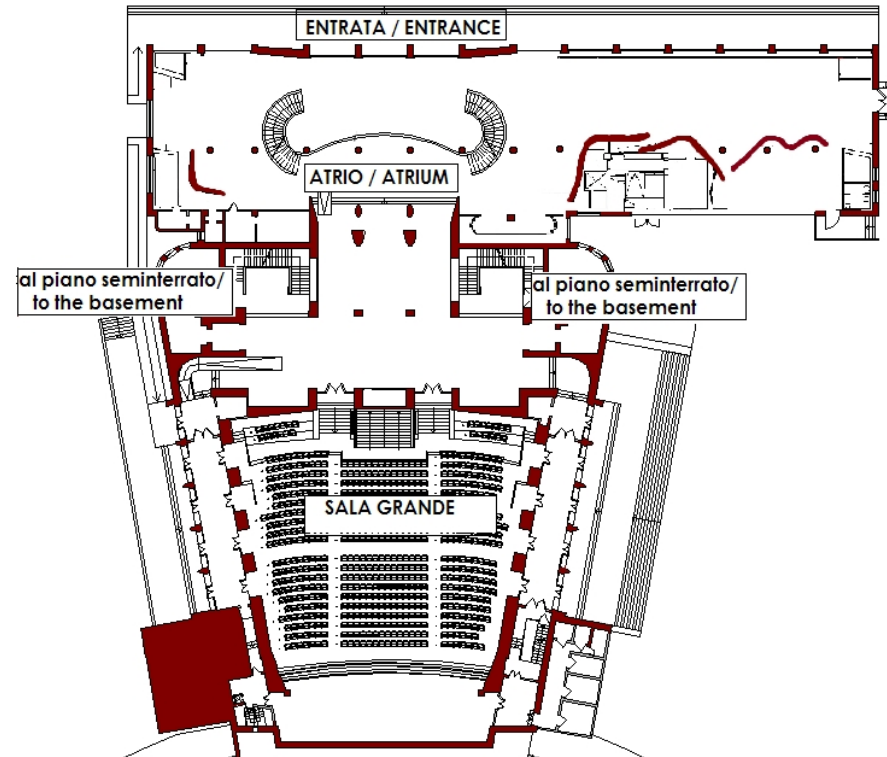 ENTRATA / ENTRANCE
ATRIO / ATRIUM
al piano seminterrato/
to the basement
al piano seminterrato/
to the basement
SALA GRANDE